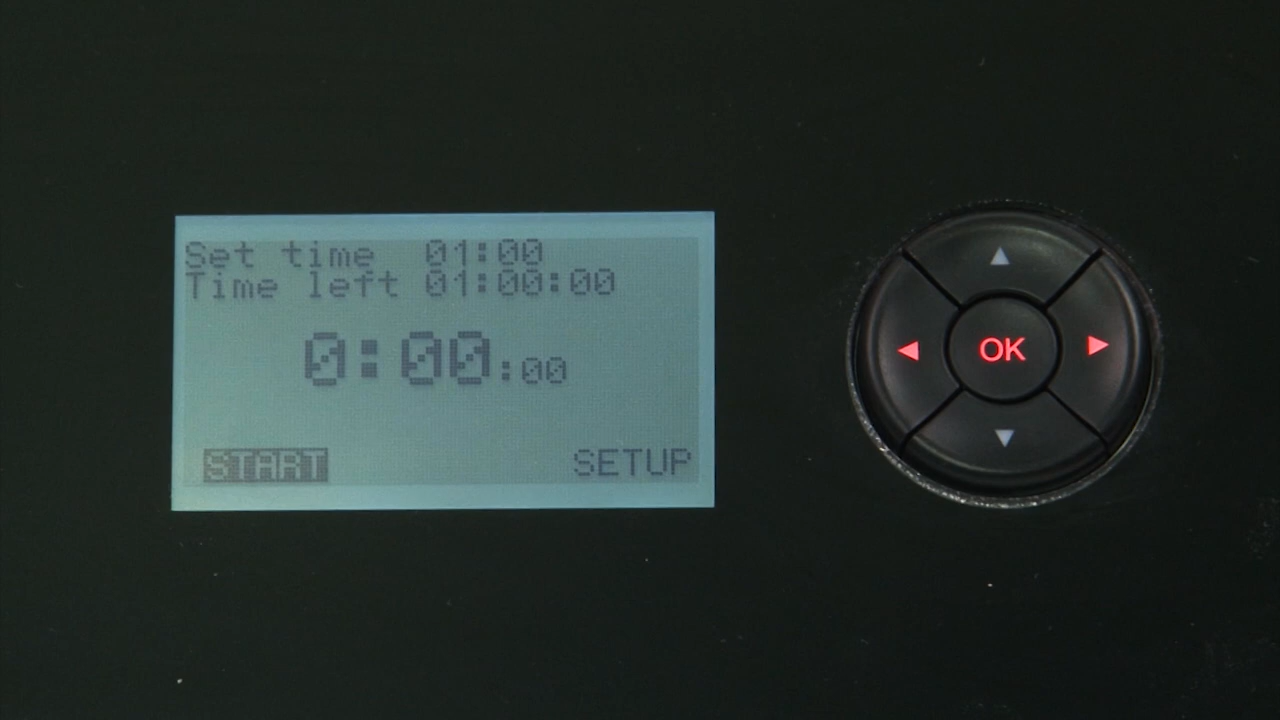 Set time 01:00
Time left 01:00:00
0:00:00
START SETUP
OK